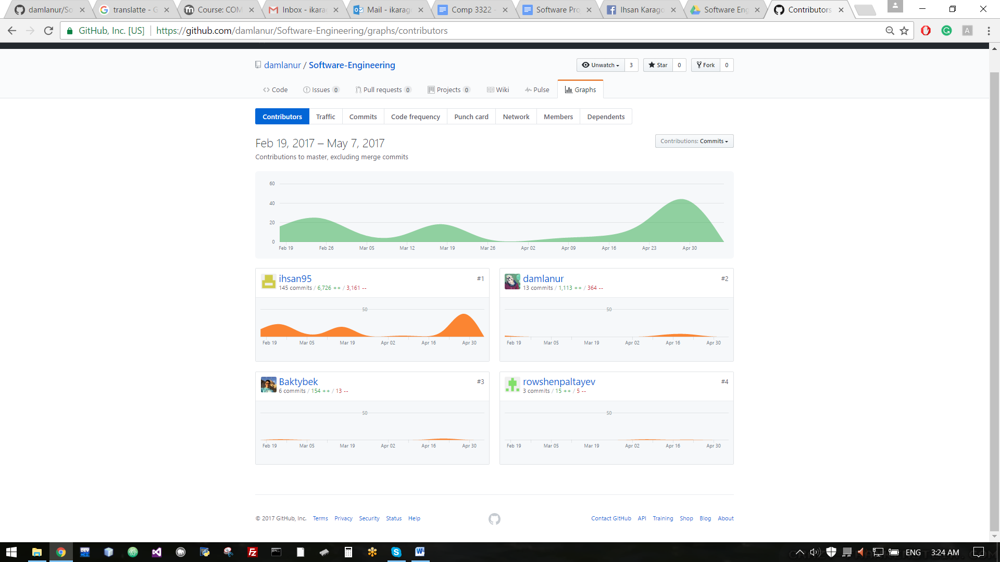 damlanur/So
translatte - G
Course: COM
Inbox - ikarag
Mail - ikarago
Comp 3322 -
Software Pro
Ihsan Karago
Software Eng
Contributors
GitHub, Inc. [US] https://github.com/damlanur/Software-Engineering/graphs/contributors
damlanur / Software-Engineering
Unwatch 3 Star 0 Fork 0
Code Issues 0 Pull requests 0 Projects 0 Wiki Pulse Graphs
Contributors Traffic Commits Code frequency Punch card Network Members Dependents
Feb 19, 2017 – May 7, 2017
Contributions: Commits
Contributions to master, excluding merge commits
60
40
20
0
Feb 19 Feb 26 Mar 05 Mar 12 Mar 19 Mar 26 Apr 02 Apr 09 Apr 16 Apr 23 Apr 30
ihsan95 #1
145 commits / 6,726 ++ / 3,161 --
50
Feb 19 Mar 05 Mar 19 Apr 02 Apr 16 Apr 30
damlanur #2
13 commits / 1,113 ++ / 364 --
50
Feb 19 Mar 05 Mar 19 Apr 02 Apr 16 Apr 30
Baktybek #3
6 commits / 154 ++ / 13 --
50
Feb 19 Mar 05 Mar 19 Apr 02 Apr 16 Apr 30
rowshenpaltayev #4
3 commits / 15 ++ / 5 --
50
Feb 19 Mar 05 Mar 19 Apr 02 Apr 16 Apr 30
© 2017 GitHub, Inc. Terms Privacy Security Status Help
Contact GitHub API Training Shop Blog About
ENG 3:24 AM